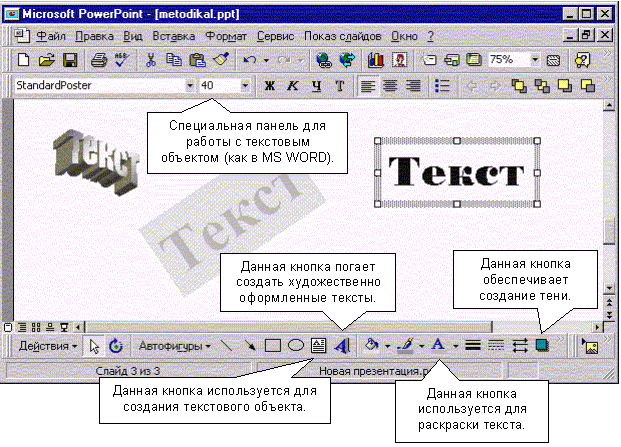 Microsoft PowerPoint - [metodikal.ppt]
Файл Правка Вид Вставка Формат Сервис Показ слайдов Окно ?
75%
StandardPoster 40 Ж К Ч Т
Специальная панель для
работы с текстовым
объектом (как в MS WORD).
Текст
Текст
Текст
Данная кнопка погает
создать художественно
оформленные тексты.
Данная кнопка
обеспечивает
создание тени.
Действия Автофигуры
Слайд 3 из 3 Новая презентация.p
Данная кнопка используется для
создания текстового объекта.
Данная кнопка
используется для
раскраски текста.